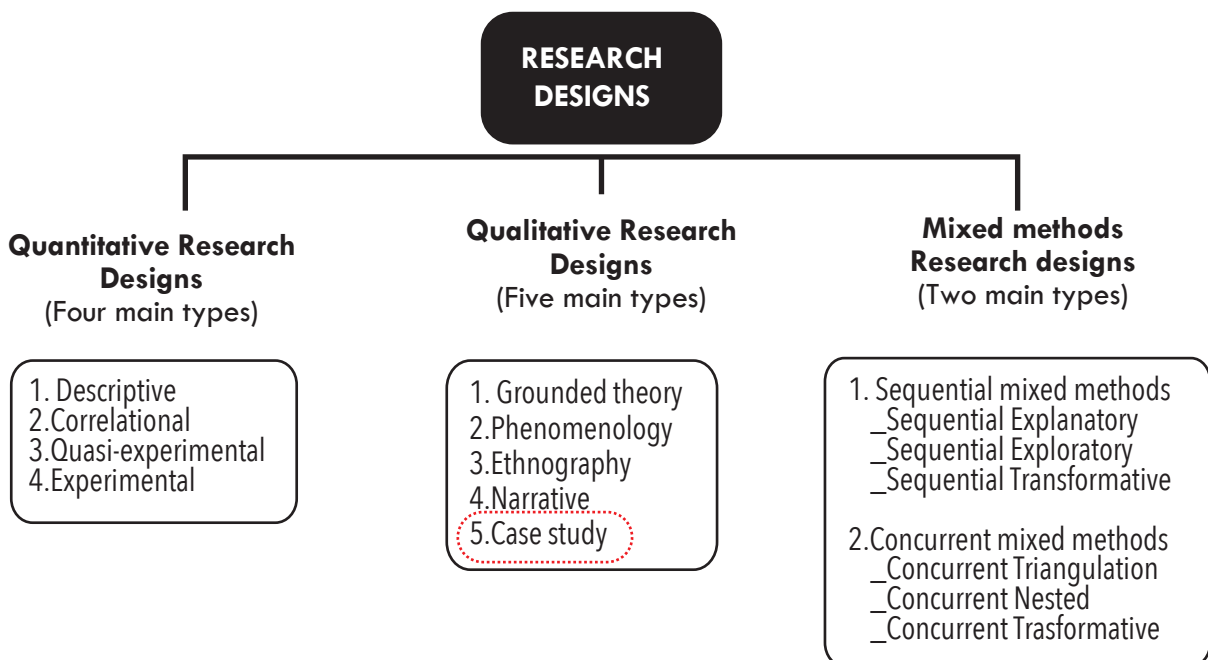 RESEARCH
DESIGNS
Quantitative Research
Designs
(Four main types)
1. Descriptive
2.Correlational
3.Quasi-experimental
4.Experimental
Qualitative Research
Designs
(Five main types)
1. Grounded theory
2.Phenomenology
3.Ethnography
4.Narrative
5.Case study
Mixed methods
Research designs
(Two main types)
1. Sequential mixed methods
_Sequential Explanatory
_Sequential Exploratory
_Sequential Transformative
2.Concurrent mixed methods
_Concurrent Triangulation
_Concurrent Nested
_Concurrent Trasformative